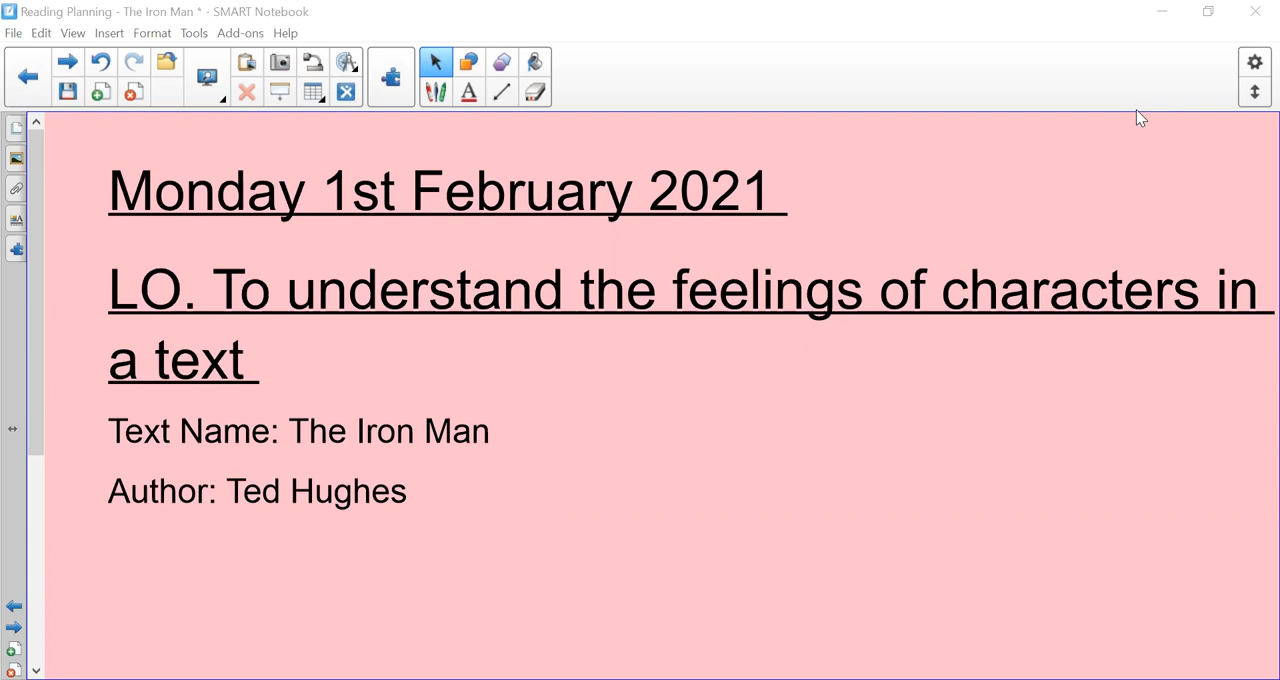 Reading Planning - The Iron Man * - SMART Notebook
File Edit View Insert Format Tools Add-ons Help
Monday 1st February 2021
LO. To understand the feelings of characters in
a text
Text Name: The Iron Man
Author: Ted Hughes